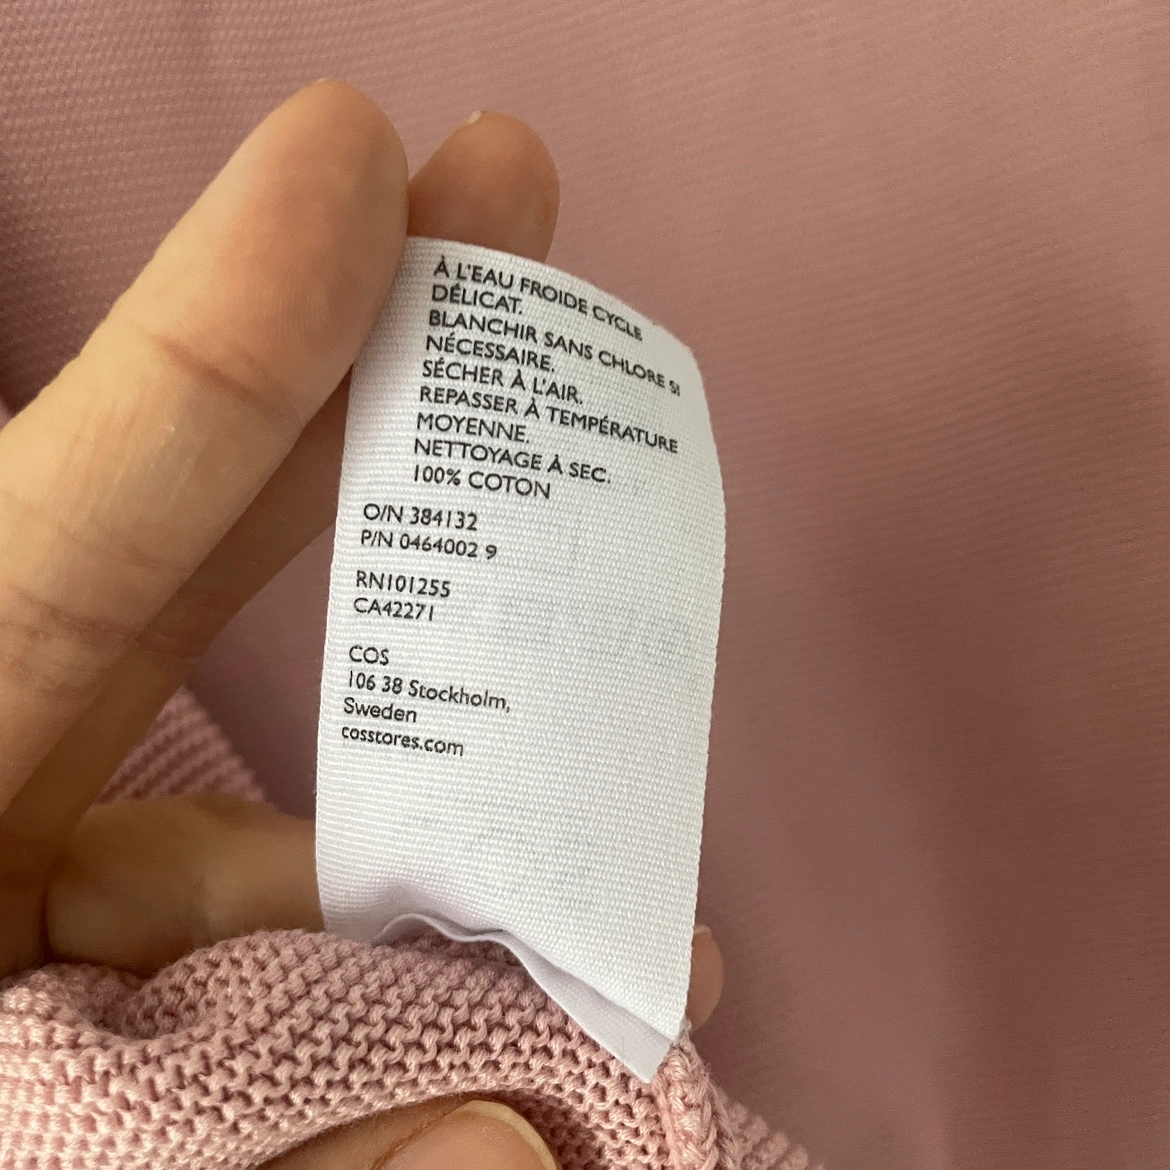 À L'EAU FROIDE CYCLE
DÉLICAT.
BLANCHIR SANS CHLORE SI
NÉCESSAIRE.
SÉCHER À L'AIR.
REPASSER À TEMPÉRATURE
MOYENNE.
NETTOYAGE À SEC.
100% COTON
O/N 384132
P/N 0464002 9
RN101255
CA42271
COS
106 38 Stockholm,
Sweden
cosstores.com